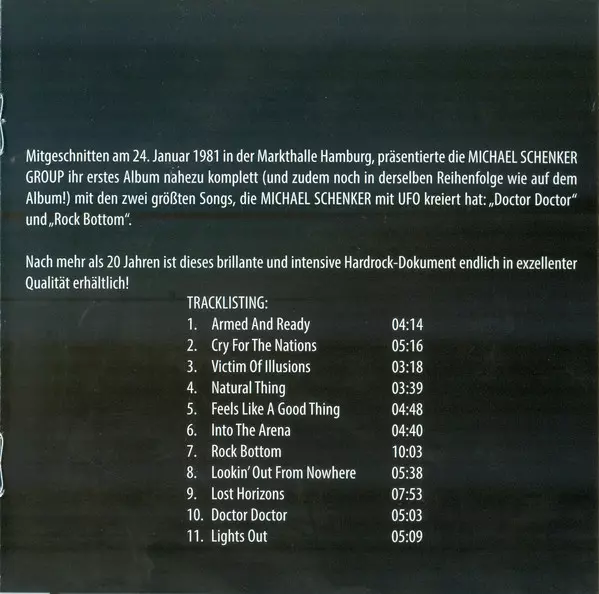 Mitgeschnitten am 24. Januar 1981 in der Markthalle Hamburg, präsentierte die MICHAEL SCHENKER
GROUP ihr erstes Album nahezu komplett (und zudem noch in derselben Reihenfolge wie auf dem
Album!) mit den zwei größten Songs, die MICHAEL SCHENKER mit UFO kreiert hat: „Doctor Doctor“
und „Rock Bottom“.
Nach mehr als 20 Jahren ist dieses brillante und intensive Hardrock-Dokument endlich in exzellenter
Qualität erhältlich!
TRACKLISTING:
1. Armed And Ready 04:14
2. Cry For The Nations 05:16
3. Victim Of Illusions 03:18
4. Natural Thing 03:39
5. Feels Like A Good Thing 04:48
6. Into The Arena 04:40
7. Rock Bottom 10:03
8. Lookin' Out From Nowhere 05:38
9. Lost Horizons 07:53
10. Doctor Doctor 05:03
11. Lights Out 05:09